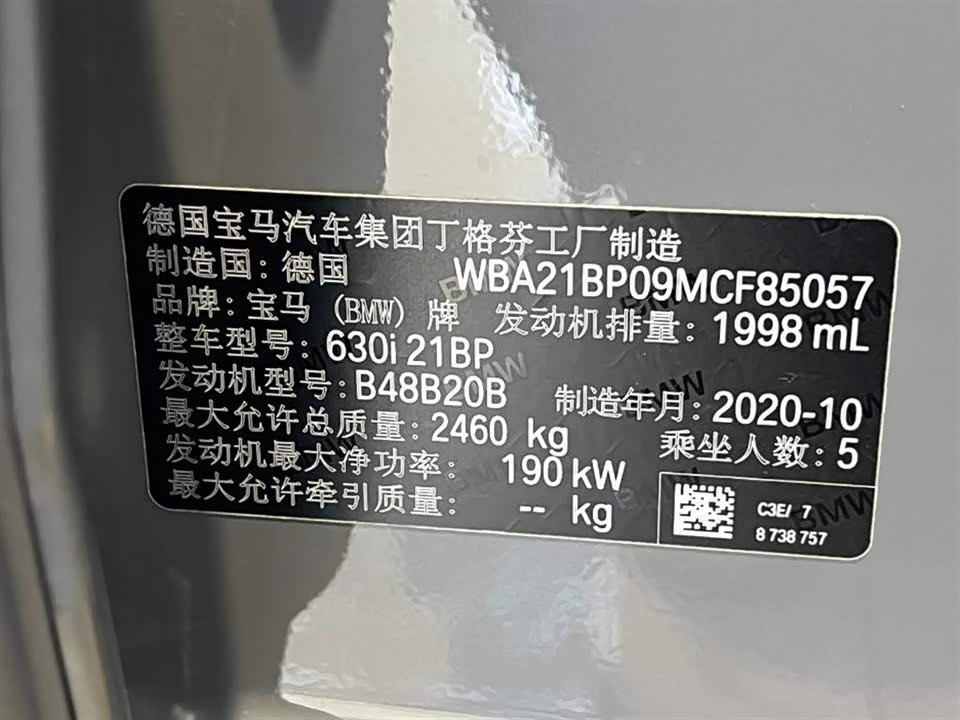 德国宝马汽车集团丁格芬工厂制造
制造国: 德国 WBA21BP09MCF85057
品牌: 宝马 (BMW) 牌 发动机排量: 1998 mL
整车型号: 630i 21BP
发动机型号: B48B20B 制造年月: 2020-10
最大允许总质量: 2460 kg 乘坐人数: 5
发动机最大净功率: 190 kW
最大允许牵引质量: -- kg
C3E/ 7
8 738 757